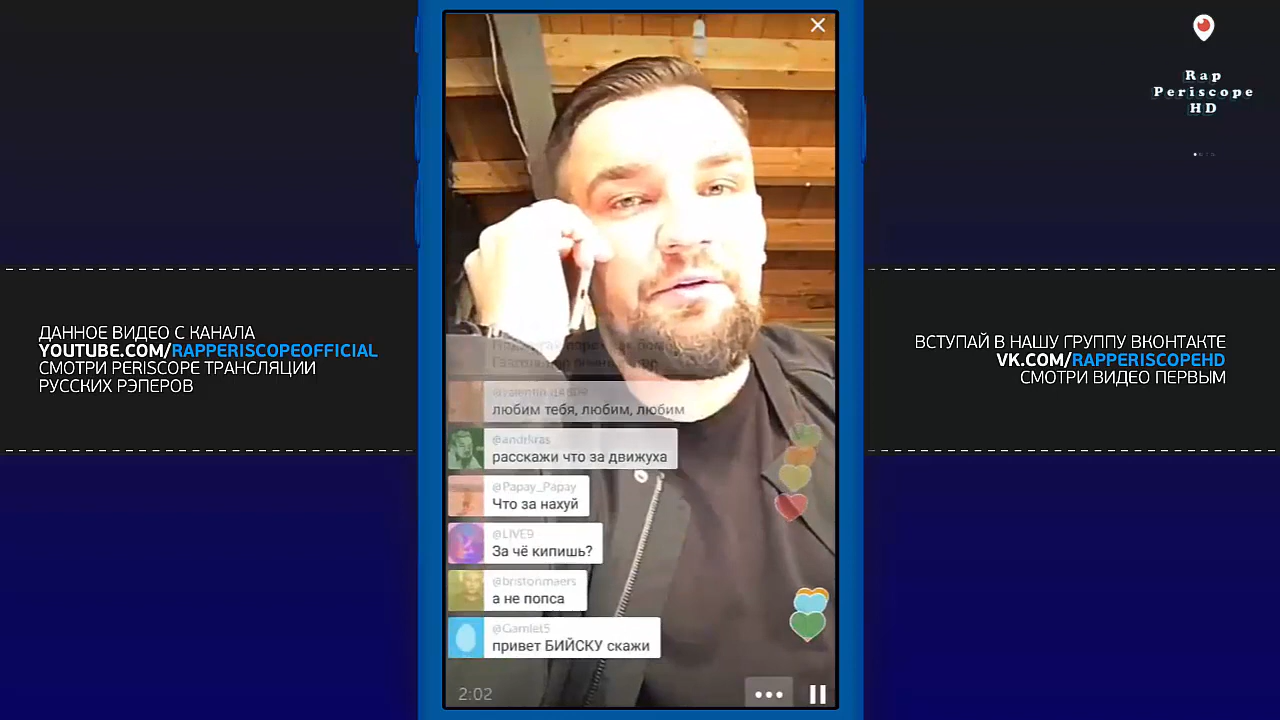 Rap
Periscope
HD
ДАННОЕ ВИДЕО С КАНАЛА
YOUTUBE.COM/RAPPERISCOPEOFFICIAL
СМОТРИ PERISCOPE ТРАНСЛЯЦИИ
РУССКИХ РЭПЕРОВ
ВСТУПАЙ В НАШУ ГРУППУ ВКОНТАКТЕ
VK.COM/RAPPERISCOPEHD
СМОТРИ ВИДЕО ПЕРВЫМ
любим тебя, любим, любим
@andrkras
расскажи что за движуха
@Papay_Papay
Что за нахуй
@LIVE9
За чё кипишь?
@bristonmaers
а не попса
@Gamlet5
привет БИЙСКУ скажи
2:02